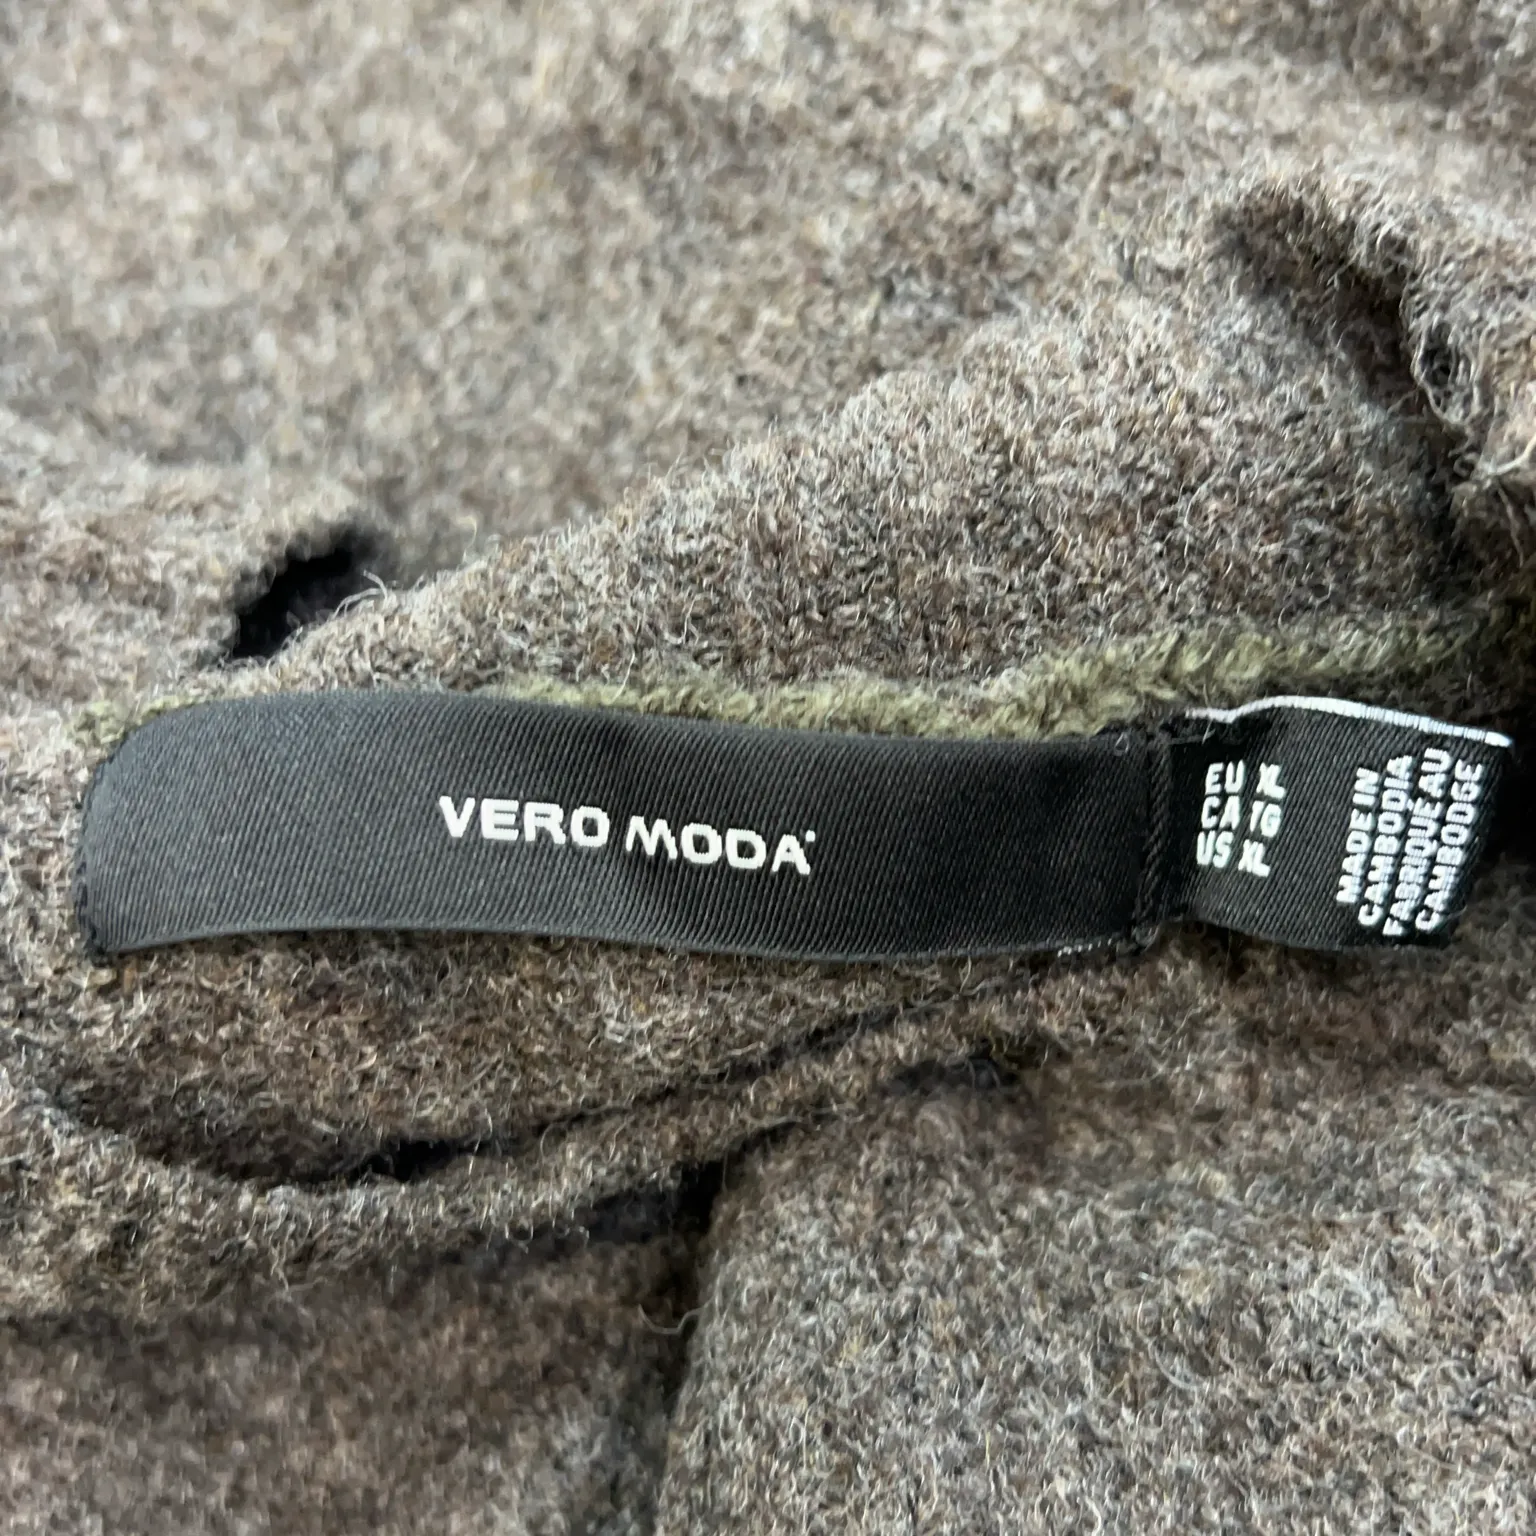 VERO MODA
EU XL
CA TG
US XL
MADE IN
CAMBODIA
FABRIQUE AU
CAMBODGE